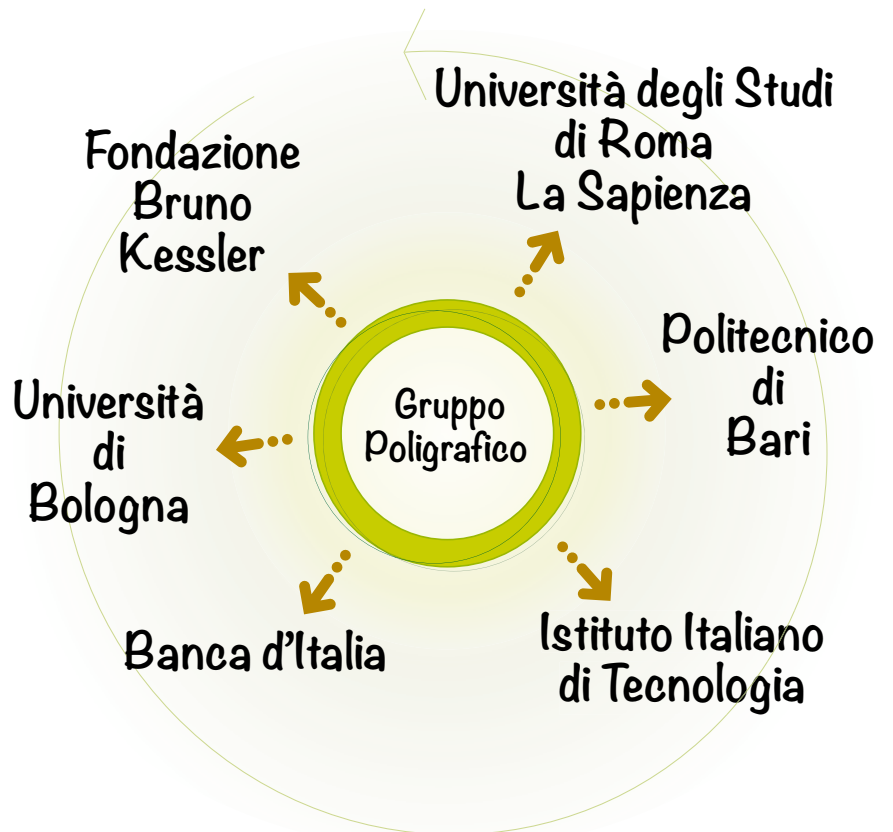 Università degli Studi
di Roma
La Sapienza
Fondazione
Bruno
Kessler
Politecnico
di
Bari
Gruppo
Poligrafico
Università
di
Bologna
Banca d'Italia
Istituto Italiano
di Tecnologia